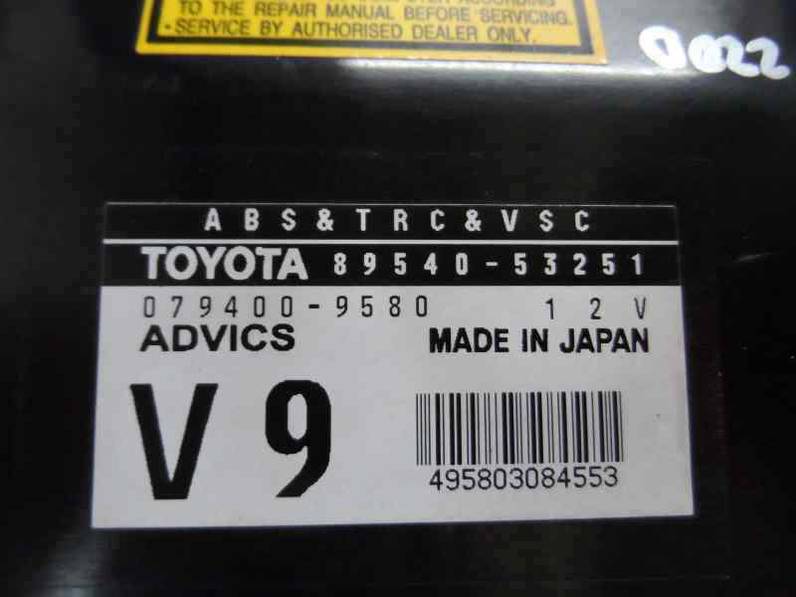 TO THE REPAIR MANUAL BEFORE SERVICING.
-SERVICE BY AUTHORISED DEALER ONLY.
0022
ABS&TRC&VSC
TOYOTA 89540-53251
079400-9580 12V
ADVICS MADE IN JAPAN
V9
495803084553